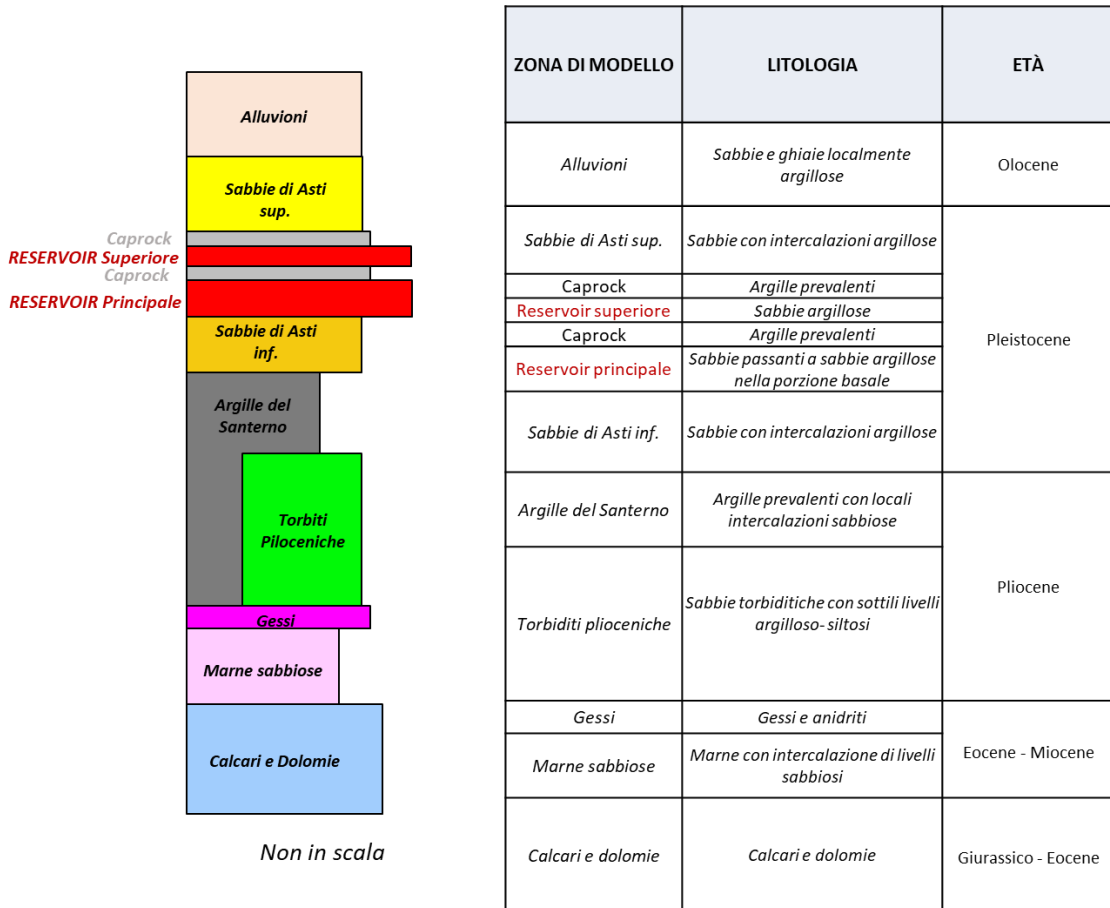 Alluvioni
Sabbie di Asti
sup.
Caprock
RESERVOIR Superiore
Caprock
RESERVOIR Principale
Sabbie di Asti
inf.
Argille del
Santerno
Torbiti
Piloceniche
Gessi
Marne sabbiose
Calcari e Dolomie
Non in scala
ZONA DI MODELLO
LITOLOGIA
ETÀ
Alluvioni
Sabbie e ghiaie localmente
argillose
Olocene
Sabbie di Asti sup.
Sabbie con intercalazioni argillose
Caprock
Argille prevalenti
Reservoir superiore
Sabbie argillose
Caprock
Argille prevalenti
Pleistocene
Reservoir principale
Sabbie passanti a sabbie argillose
nella porzione basale
Sabbie di Asti inf.
Sabbie con intercalazioni argillose
Argille del Santerno
Argille prevalenti con locali
intercalazioni sabbiose
Pliocene
Torbiditi plioceniche
Sabbie torbiditiche con sottili livelli
argilloso- siltosi
Gessi
Gessi e anidriti
Eocene - Miocene
Marne sabbiose
Marne con intercalazione di livelli
sabbiosi
Calcari e dolomie
Calcari e dolomie
Giurassico - Eocene